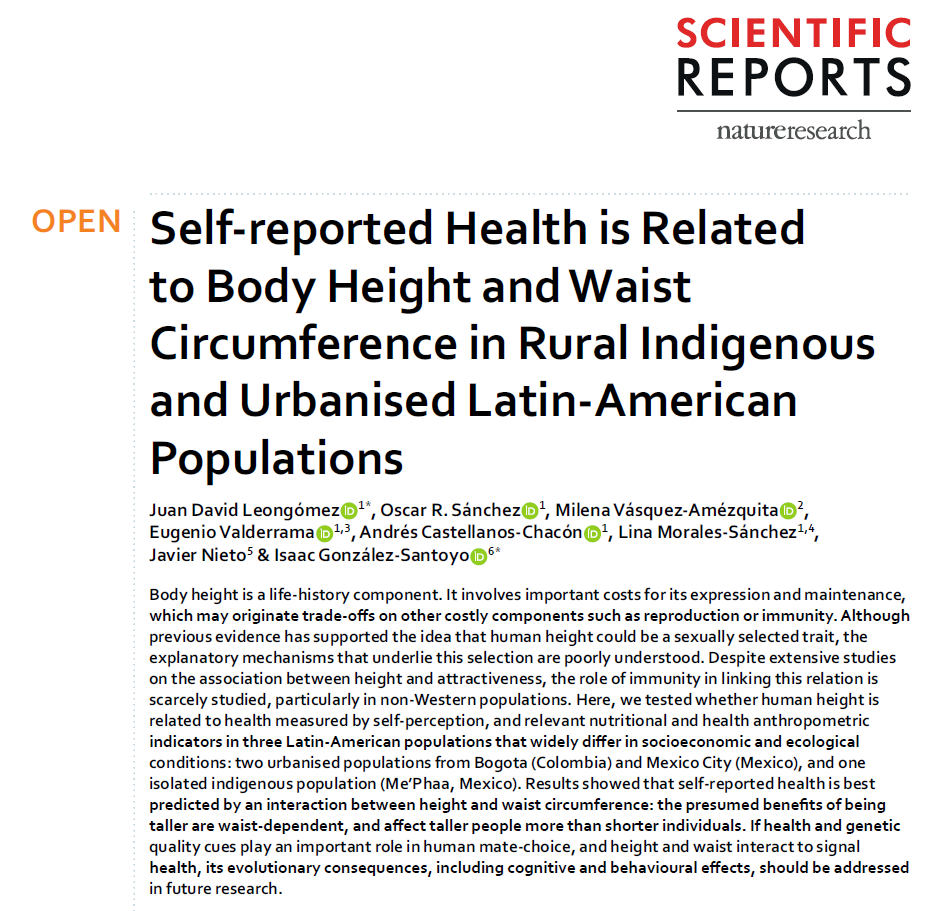 SCIENTIFIC
REPORTS
natureresearch
OPEN
Self-reported Health is Related
to Body Height and Waist
Circumference in Rural Indigenous
and Urbanised Latin-American
Populations
Juan David Leongómez iD 1*, Oscar R. Sánchez iD 1, Milena Vásquez-Amézquita iD 2,
Eugenio Valderrama iD 1,3, Andrés Castellanos-Chacón iD 1, Lina Morales-Sánchez1,4,
Javier Nieto5 & Isaac González-Santoyo iD 6*
Body height is a life-history component. It involves important costs for its expression and maintenance,
which may originate trade-offs on other costly components such as reproduction or immunity. Although
previous evidence has supported the idea that human height could be a sexually selected trait, the
explanatory mechanisms that underlie this selection are poorly understood. Despite extensive studies
on the association between height and attractiveness, the role of immunity in linking this relation is
scarcely studied, particularly in non-Western populations. Here, we tested whether human height is
related to health measured by self-perception, and relevant nutritional and health anthropometric
indicators in three Latin-American populations that widely differ in socioeconomic and ecological
conditions: two urbanised populations from Bogota (Colombia) and Mexico City (Mexico), and one
isolated indigenous population (Me'Phaa, Mexico). Results showed that self-reported health is best
predicted by an interaction between height and waist circumference: the presumed benefits of being
taller are waist-dependent, and affect taller people more than shorter individuals. If health and genetic
quality cues play an important role in human mate-choice, and height and waist interact to signal
health, its evolutionary consequences, including cognitive and behavioural effects, should be addressed
in future research.